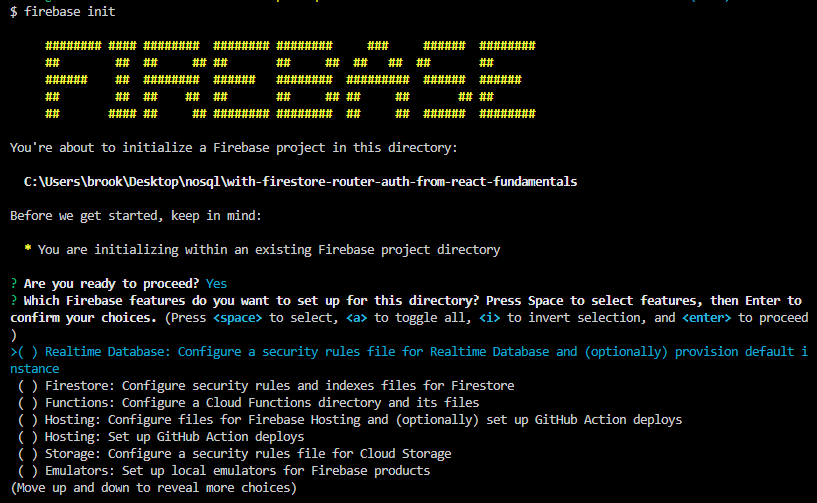 $ firebase init
FIREBASE
You're about to initialize a Firebase project in this directory:
C:\Users\brook\Desktop\nosql\with-firestore-router-auth-from-react-fundamentals
Before we get started, keep in mind:
* You are initializing within an existing Firebase project directory
? Are you ready to proceed? Yes
? Which Firebase features do you want to set up for this directory? Press Space to select features, then Enter to
confirm your choices. (Press <space> to select, <a> to toggle all, <i> to invert selection, and <enter> to proceed
)
>( ) Realtime Database: Configure a security rules file for Realtime Database and (optionally) provision default i
nstance
( ) Firestore: Configure security rules and indexes files for Firestore
( ) Functions: Configure a Cloud Functions directory and its files
( ) Hosting: Configure files for Firebase Hosting and (optionally) set up GitHub Action deploys
( ) Hosting: Set up GitHub Action deploys
( ) Storage: Configure a security rules file for Cloud Storage
( ) Emulators: Set up local emulators for Firebase products
(Move up and down to reveal more choices)